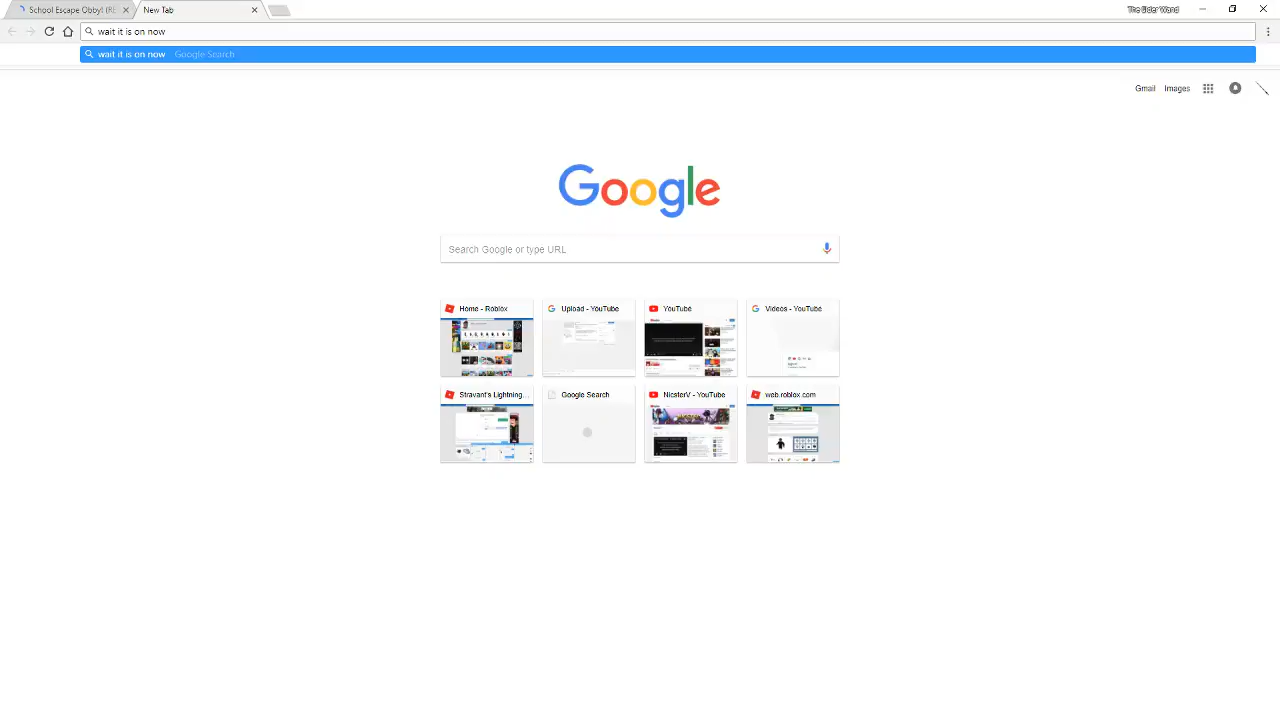 School Escape Obby! (RE
New Tab
The Elder Wand
wait it is on now
wait it is on now Google Search
Gmail Images
Google
Search Google or type URL
Home - Roblox
Upload - YouTube
YouTube
Videos - YouTube
Stravant's Lightning...
Google Search
NicsterV - YouTube
web.roblox.com